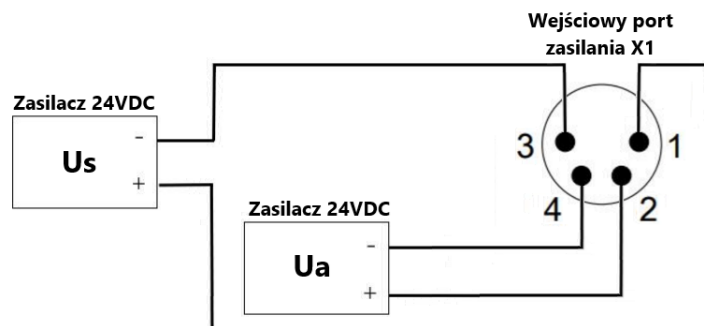 Wejściowy port
zasilania X1
Zasilacz 24VDC
-
Us
+
3
1
4
2
Zasilacz 24VDC
-
Ua
+